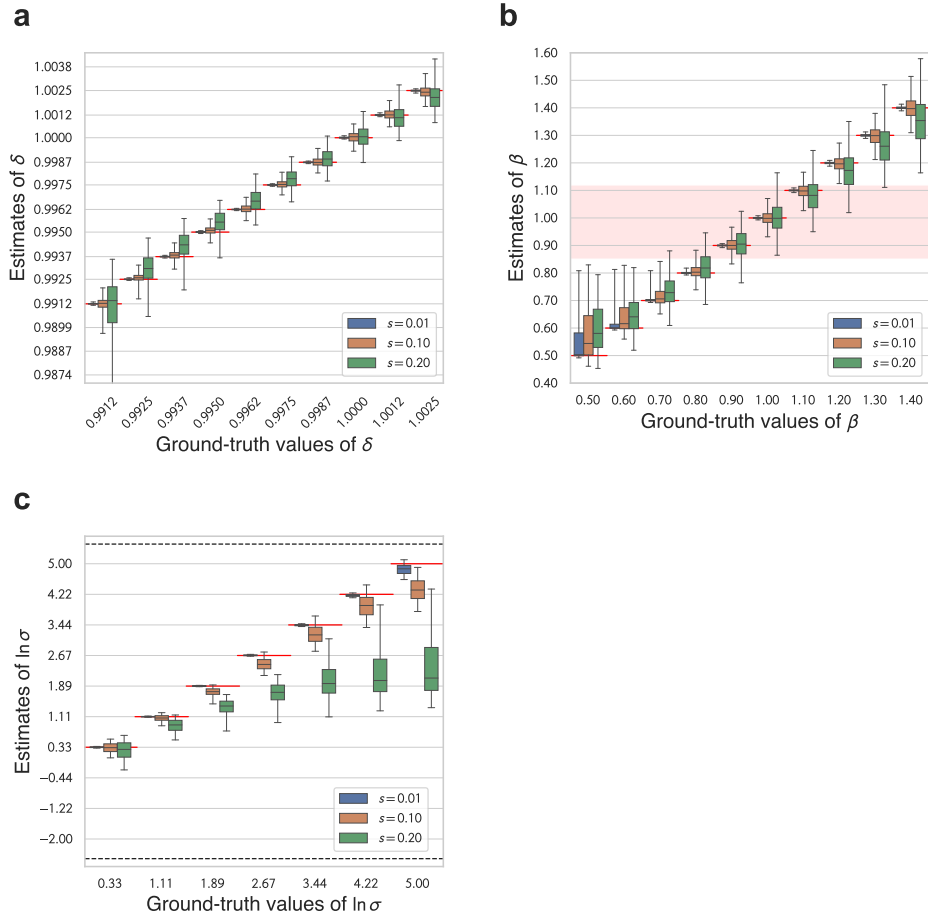 a
Estimates of δ
1.0038
1.0025
1.0012
1.0000
0.9987
0.9975
0.9962
0.9950
0.9937
0.9925
0.9912
0.9899
0.9887
0.9874
s = 0.01
s = 0.10
s = 0.20
0.9912 0.9925 0.9937 0.9950 0.9962 0.9975 0.9987 1.0000 1.0012 1.0025
Ground-truth values of δ
b
Estimates of β
1.60
1.50
1.40
1.30
1.20
1.10
1.00
0.90
0.80
0.70
0.60
0.50
0.40
s = 0.01
s = 0.10
s = 0.20
0.50 0.60 0.70 0.80 0.90 1.00 1.10 1.20 1.30 1.40
Ground-truth values of β
c
Estimates of ln σ
5.00
4.22
3.44
2.67
1.89
1.11
0.33
−0.44
−1.22
−2.00
s = 0.01
s = 0.10
s = 0.20
0.33 1.11 1.89 2.67 3.44 4.22 5.00
Ground-truth values of ln σ